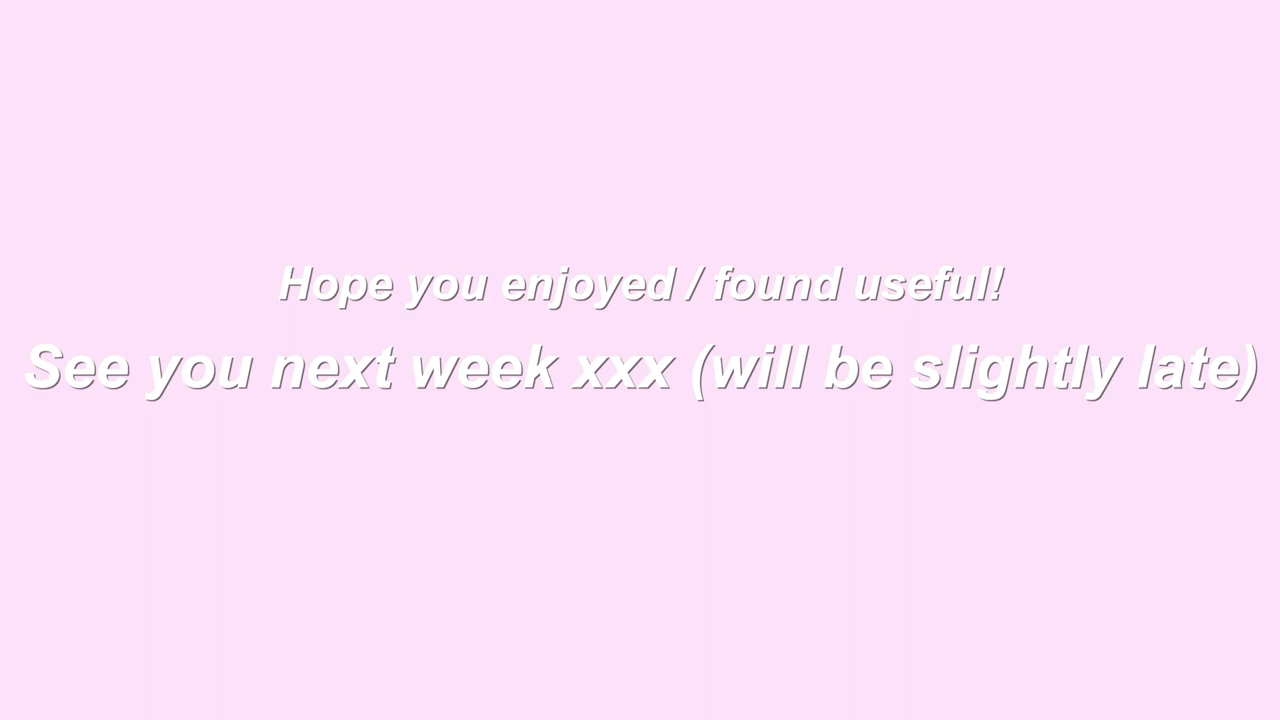 Hope you enjoyed / found useful!
See you next week xxx (will be slightly late)